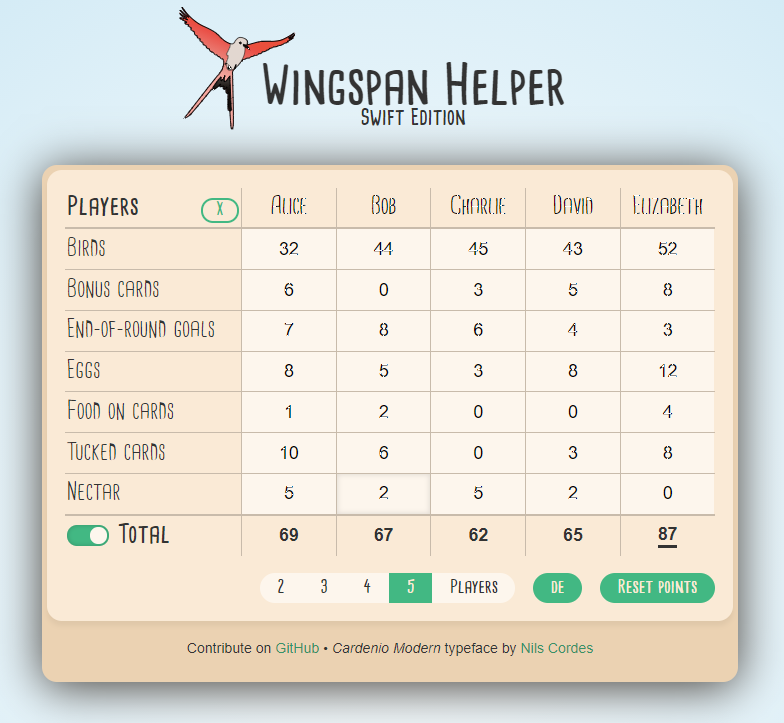 Wingspan Helper
Swift Edition
Players X Alice Bob Charlie David Elizabeth
Birds 32 44 45 43 52
Bonus cards 6 0 3 5 8
End-of-round goals 7 8 6 4 3
Eggs 8 5 3 8 12
Food on cards 1 2 0 0 4
Tucked cards 10 6 0 3 8
Nectar 5 2 5 2 0
Total 69 67 62 65 87
2 3 4 5 Players DE Reset points
Contribute on GitHub • Cardenio Modern typeface by Nils Cordes